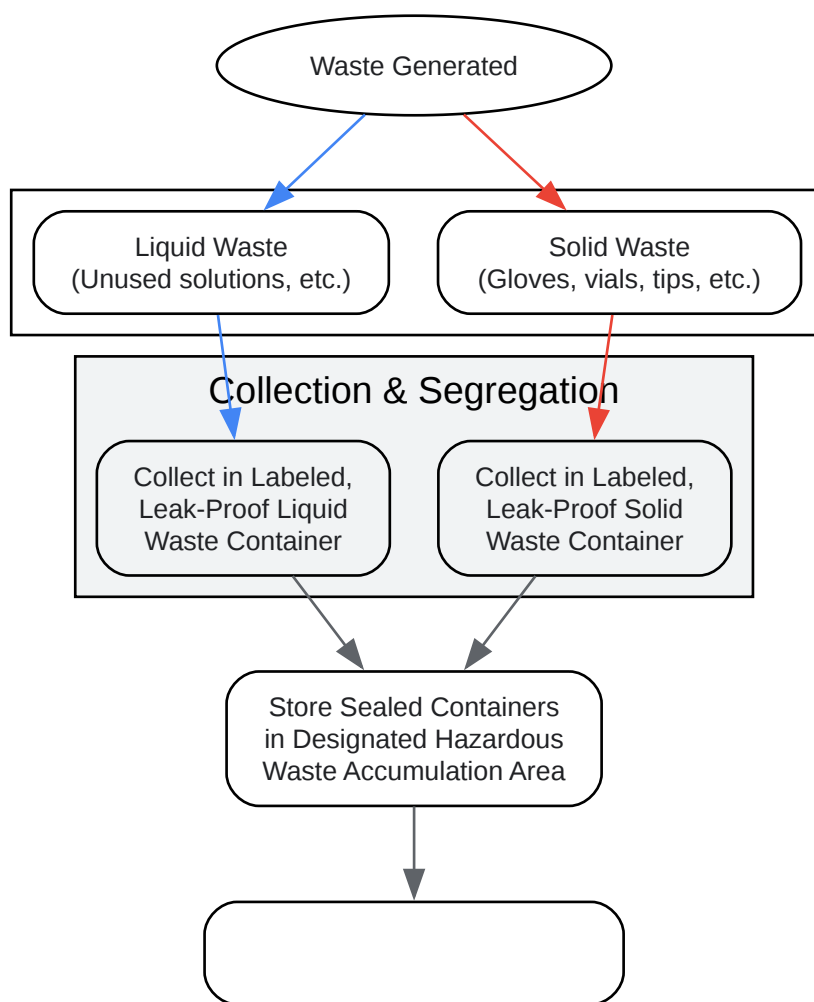 Waste Generated
Liquid Waste
(Unused solutions, etc.)
Solid Waste
(Gloves, vials, tips, etc.)
Collection & Segregation
Collect in Labeled,
Leak-Proof Liquid
Waste Container
Collect in Labeled,
Leak-Proof Solid
Waste Container
Store Sealed Containers
in Designated Hazardous
Waste Accumulation Area